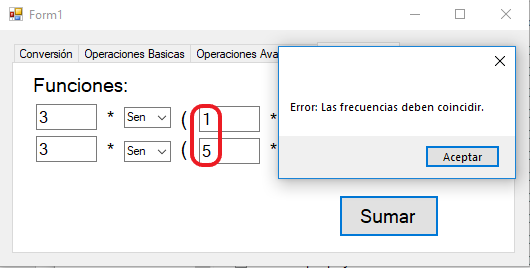 Form1
Conversión Operaciones Basicas Operaciones Ava
Funciones:
3 * Sen ( 1 *
3 * Sen ( 5 *
Error: Las frecuencias deben coincidir.
Aceptar
Sumar